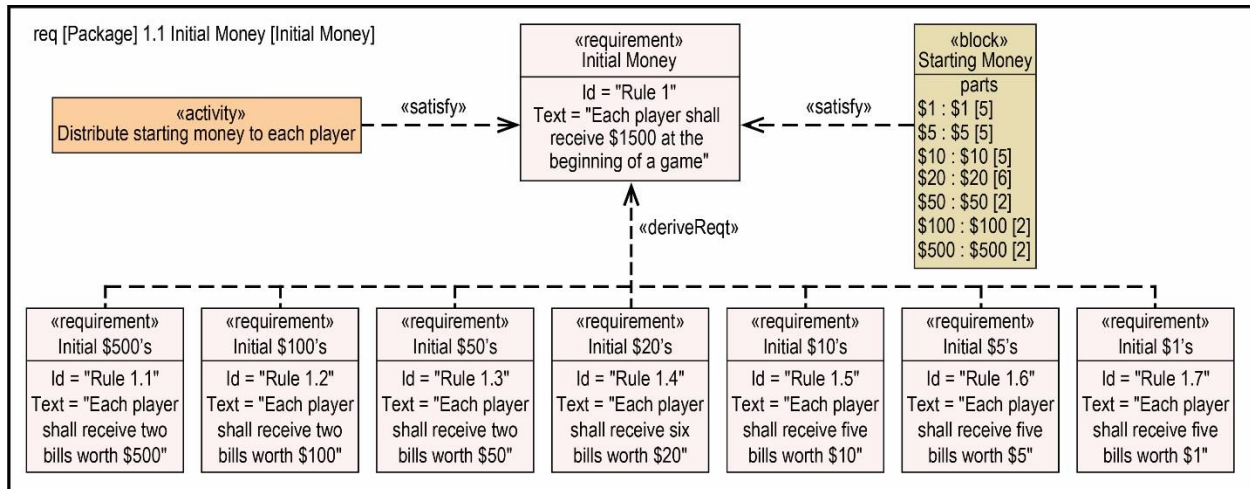 req [Package] 1.1 Initial Money [Initial Money]
«requirement»
Initial Money
Id = "Rule 1"
Text = "Each player shall
receive $1500 at the
beginning of a game"
«activity»
Distribute starting money to each player
«satisfy»
«satisfy»
«block»
Starting Money
parts
$1 : $1 [5]
$5 : $5 [5]
$10 : $10 [5]
$20 : $20 [6]
$50 : $50 [2]
$100 : $100 [2]
$500 : $500 [2]
«deriveReqt»
«requirement»
Initial $500’s
Id = "Rule 1.1"
Text = "Each player
shall receive two
bills worth $500"
«requirement»
Initial $100’s
Id = "Rule 1.2"
Text = "Each player
shall receive two
bills worth $100"
«requirement»
Initial $50’s
Id = "Rule 1.3"
Text = "Each player
shall receive two
bills worth $50"
«requirement»
Initial $20’s
Id = "Rule 1.4"
Text = "Each player
shall receive six
bills worth $20"
«requirement»
Initial $10’s
Id = "Rule 1.5"
Text = "Each player
shall receive five
bills worth $10"
«requirement»
Initial $5’s
Id = "Rule 1.6"
Text = "Each player
shall receive five
bills worth $5"
«requirement»
Initial $1’s
Id = "Rule 1.7"
Text = "Each player
shall receive five
bills worth $1"